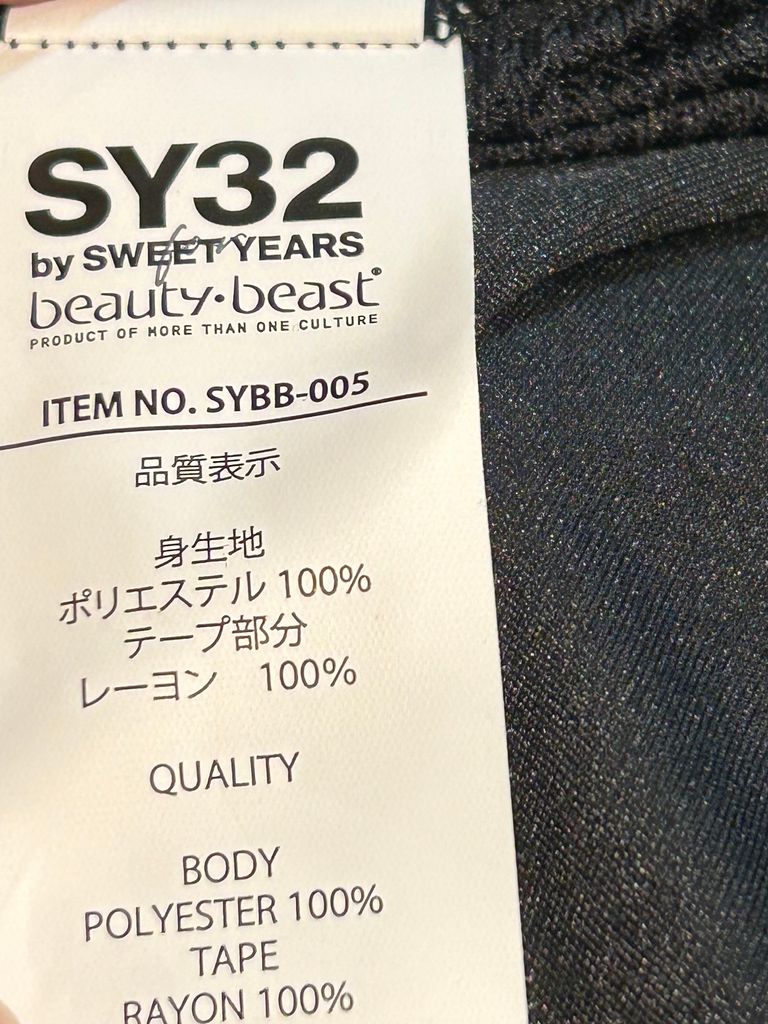 SY32
by SWEET YEARS
for
beauty·beast®
PRODUCT OF MORE THAN ONE CULTURE
ITEM NO. SYBB-005
品質表示
身生地
ポリエステル 100%
テープ部分
レーヨン 100%
QUALITY
BODY
POLYESTER 100%
TAPE
RAYON 100%